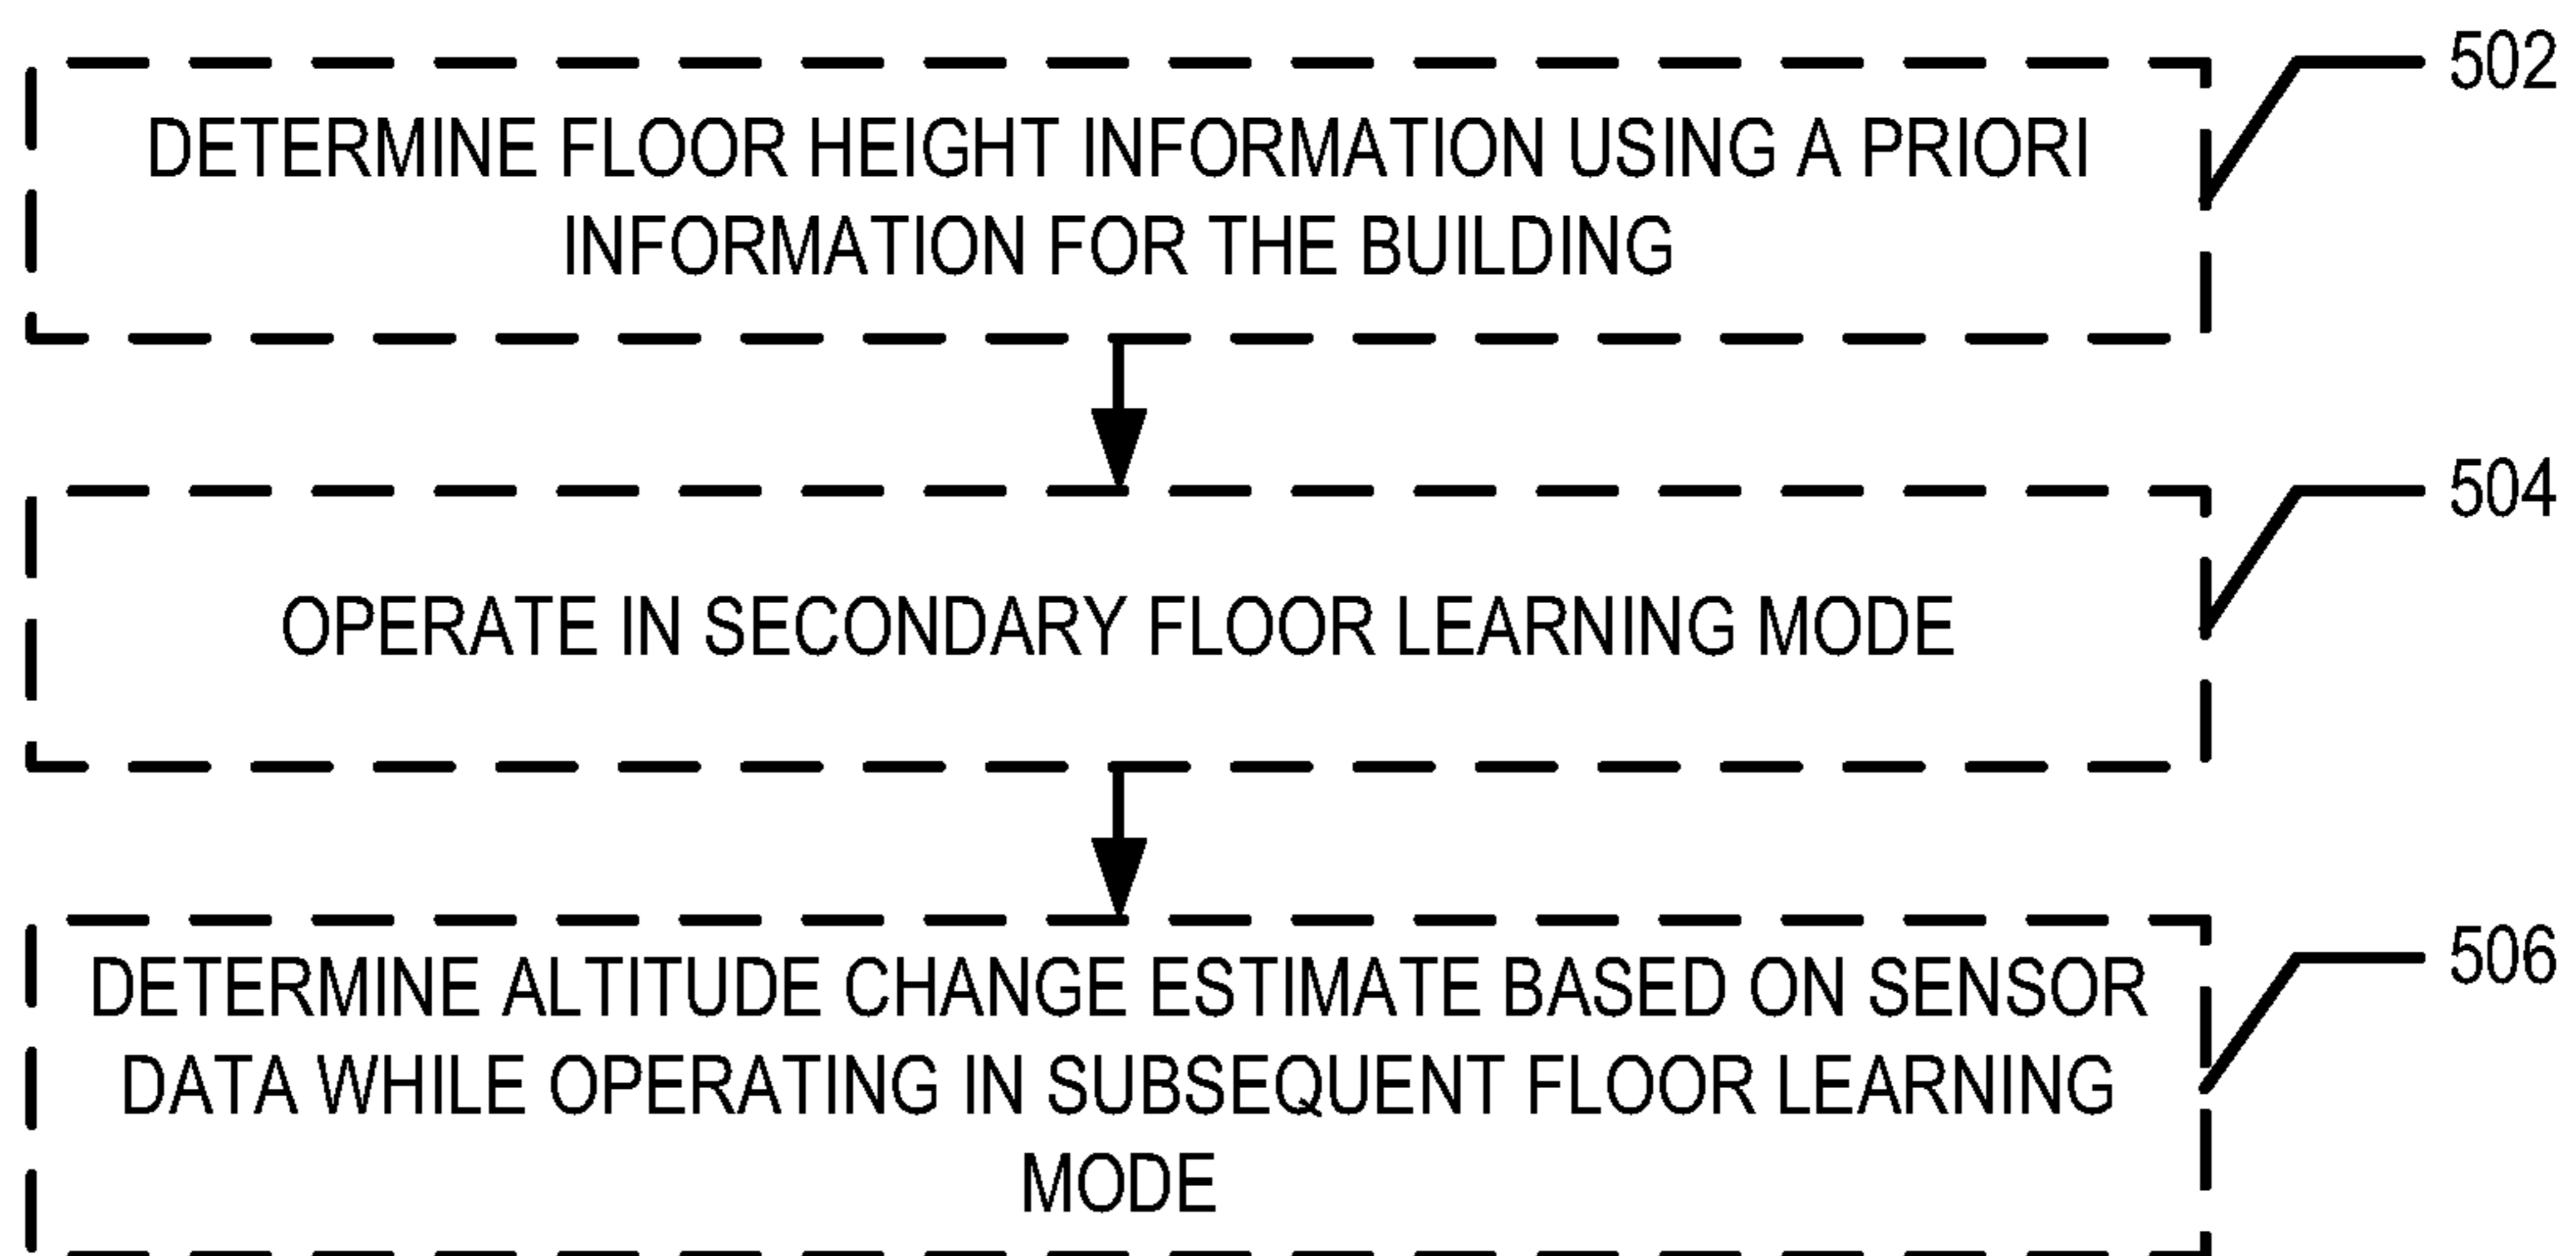 502
DETERMINE FLOOR HEIGHT INFORMATION USING A PRIORI
INFORMATION FOR THE BUILDING
504
OPERATE IN SECONDARY FLOOR LEARNING MODE
506
DETERMINE ALTITUDE CHANGE ESTIMATE BASED ON SENSOR
DATA WHILE OPERATING IN SUBSEQUENT FLOOR LEARNING
MODE